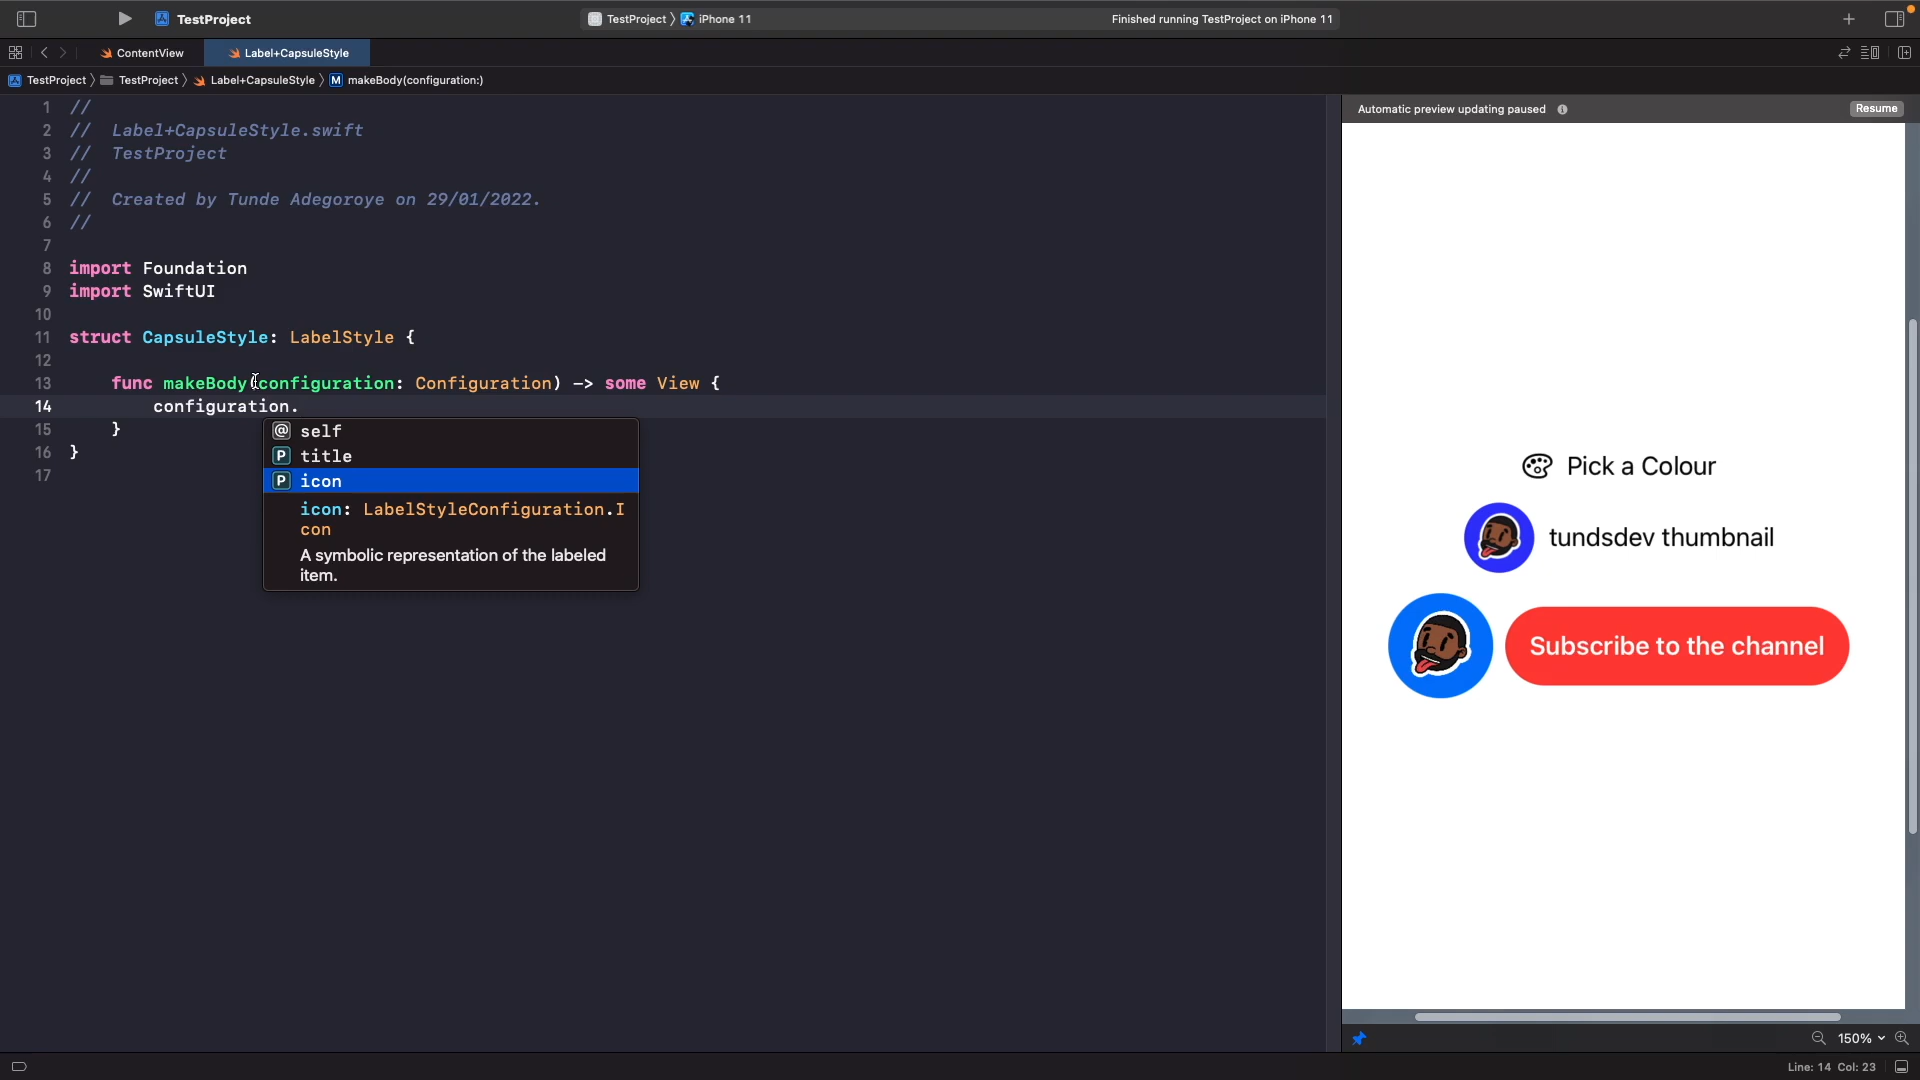 TestProject
TestProject 〉 iPhone 11
Finished running TestProject on iPhone 11
ContentView
Label+CapsuleStyle
TestProject 〉 TestProject 〉 Label+CapsuleStyle 〉 M makeBody(configuration:)
1 //
2 //  Label+CapsuleStyle.swift
3 //  TestProject
4 //
5 //  Created by Tunde Adegoroye on 29/01/2022.
6 //
7
8 import Foundation
9 import SwiftUI
10
11 struct CapsuleStyle: LabelStyle {
12
13     func makeBody(configuration: Configuration) -> some View {
14         configuration.
15     }
16 }
17
@ self
P title
P icon
icon: LabelStyleConfiguration.I
con
A symbolic representation of the labeled
item.
Automatic preview updating paused
Resume
Pick a Colour
tundsdev thumbnail
Subscribe to the channel
150%
Line: 14 Col: 23